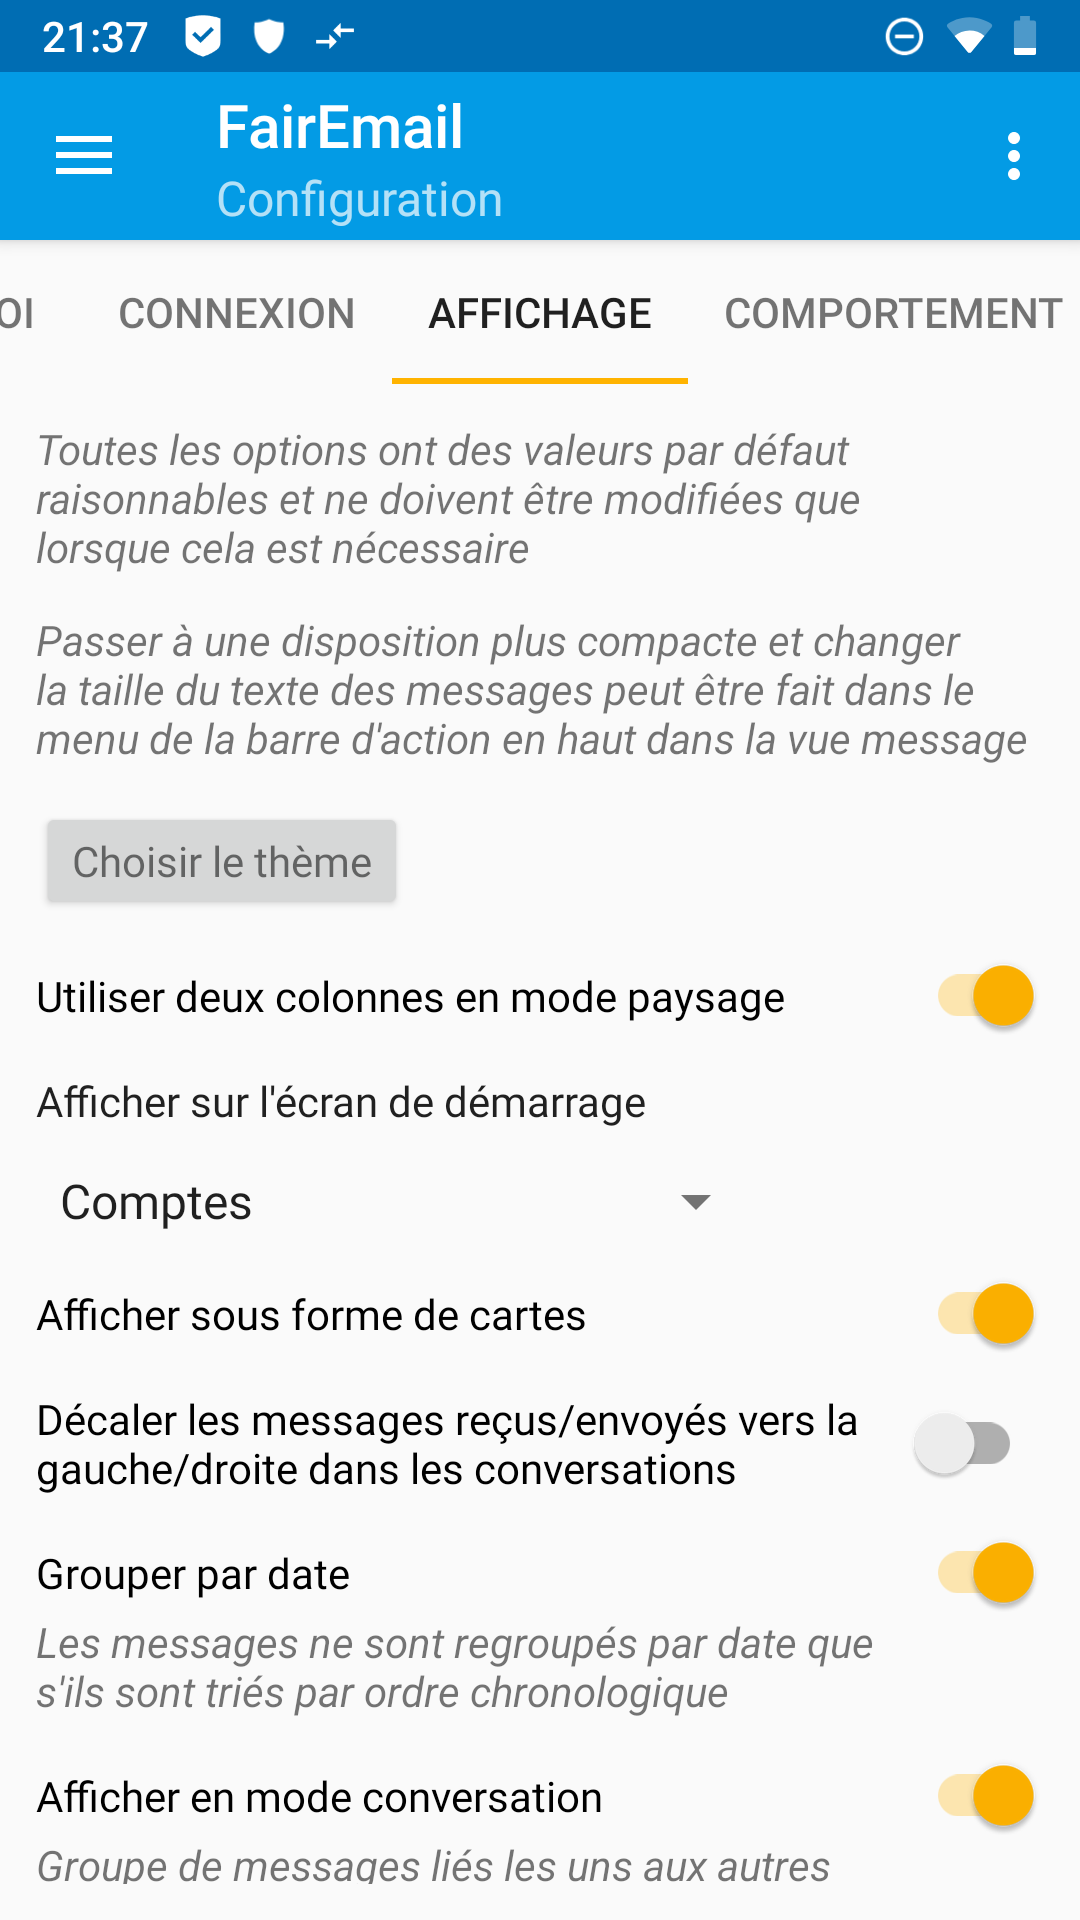 21:37
FairEmail
Configuration
OI CONNEXION AFFICHAGE COMPORTEMENT
Toutes les options ont des valeurs par défaut
raisonnables et ne doivent être modifiées que
lorsque cela est nécessaire
Passer à une disposition plus compacte et changer
la taille du texte des messages peut être fait dans le
menu de la barre d'action en haut dans la vue message
Choisir le thème
Utiliser deux colonnes en mode paysage
Afficher sur l'écran de démarrage
Comptes
Afficher sous forme de cartes
Décaler les messages reçus/envoyés vers la
gauche/droite dans les conversations
Grouper par date
Les messages ne sont regroupés par date que
s'ils sont triés par ordre chronologique
Afficher en mode conversation
Groupe de messages liés les uns aux autres